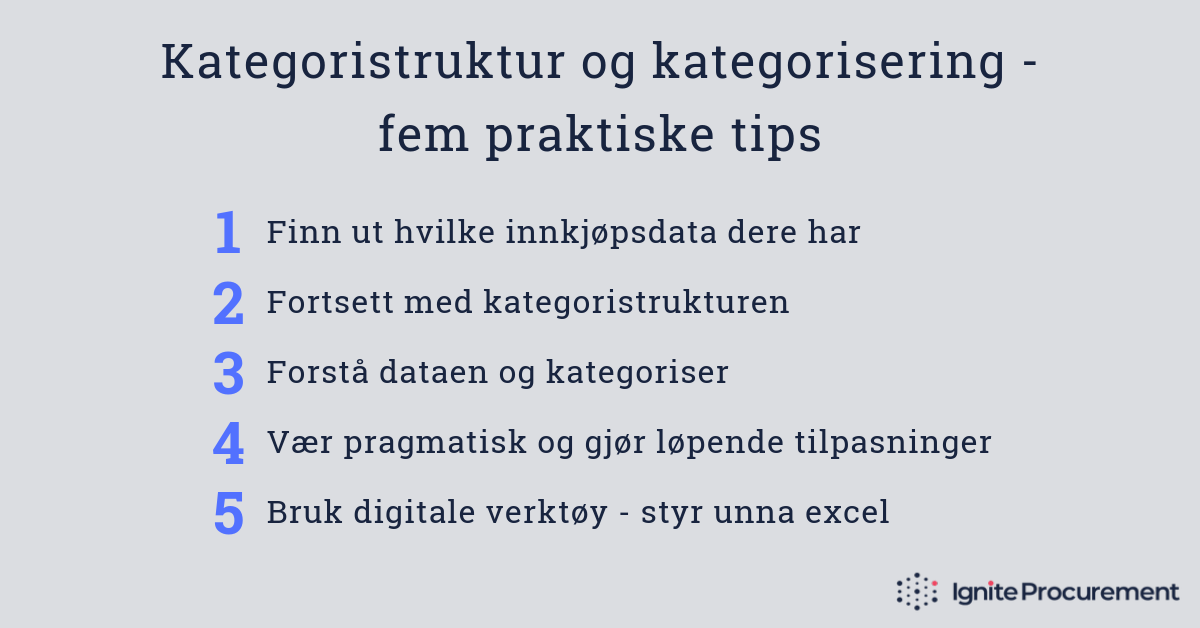 Kategoristruktur og kategorisering -
fem praktiske tips
1 Finn ut hvilke innkjøpsdata dere har
2 Fortsett med kategoristrukturen
3 Forstå dataen og kategoriser
4 Vær pragmatisk og gjør løpende tilpasninger
5 Bruk digitale verktøy - styr unna excel
Ignite Procurement